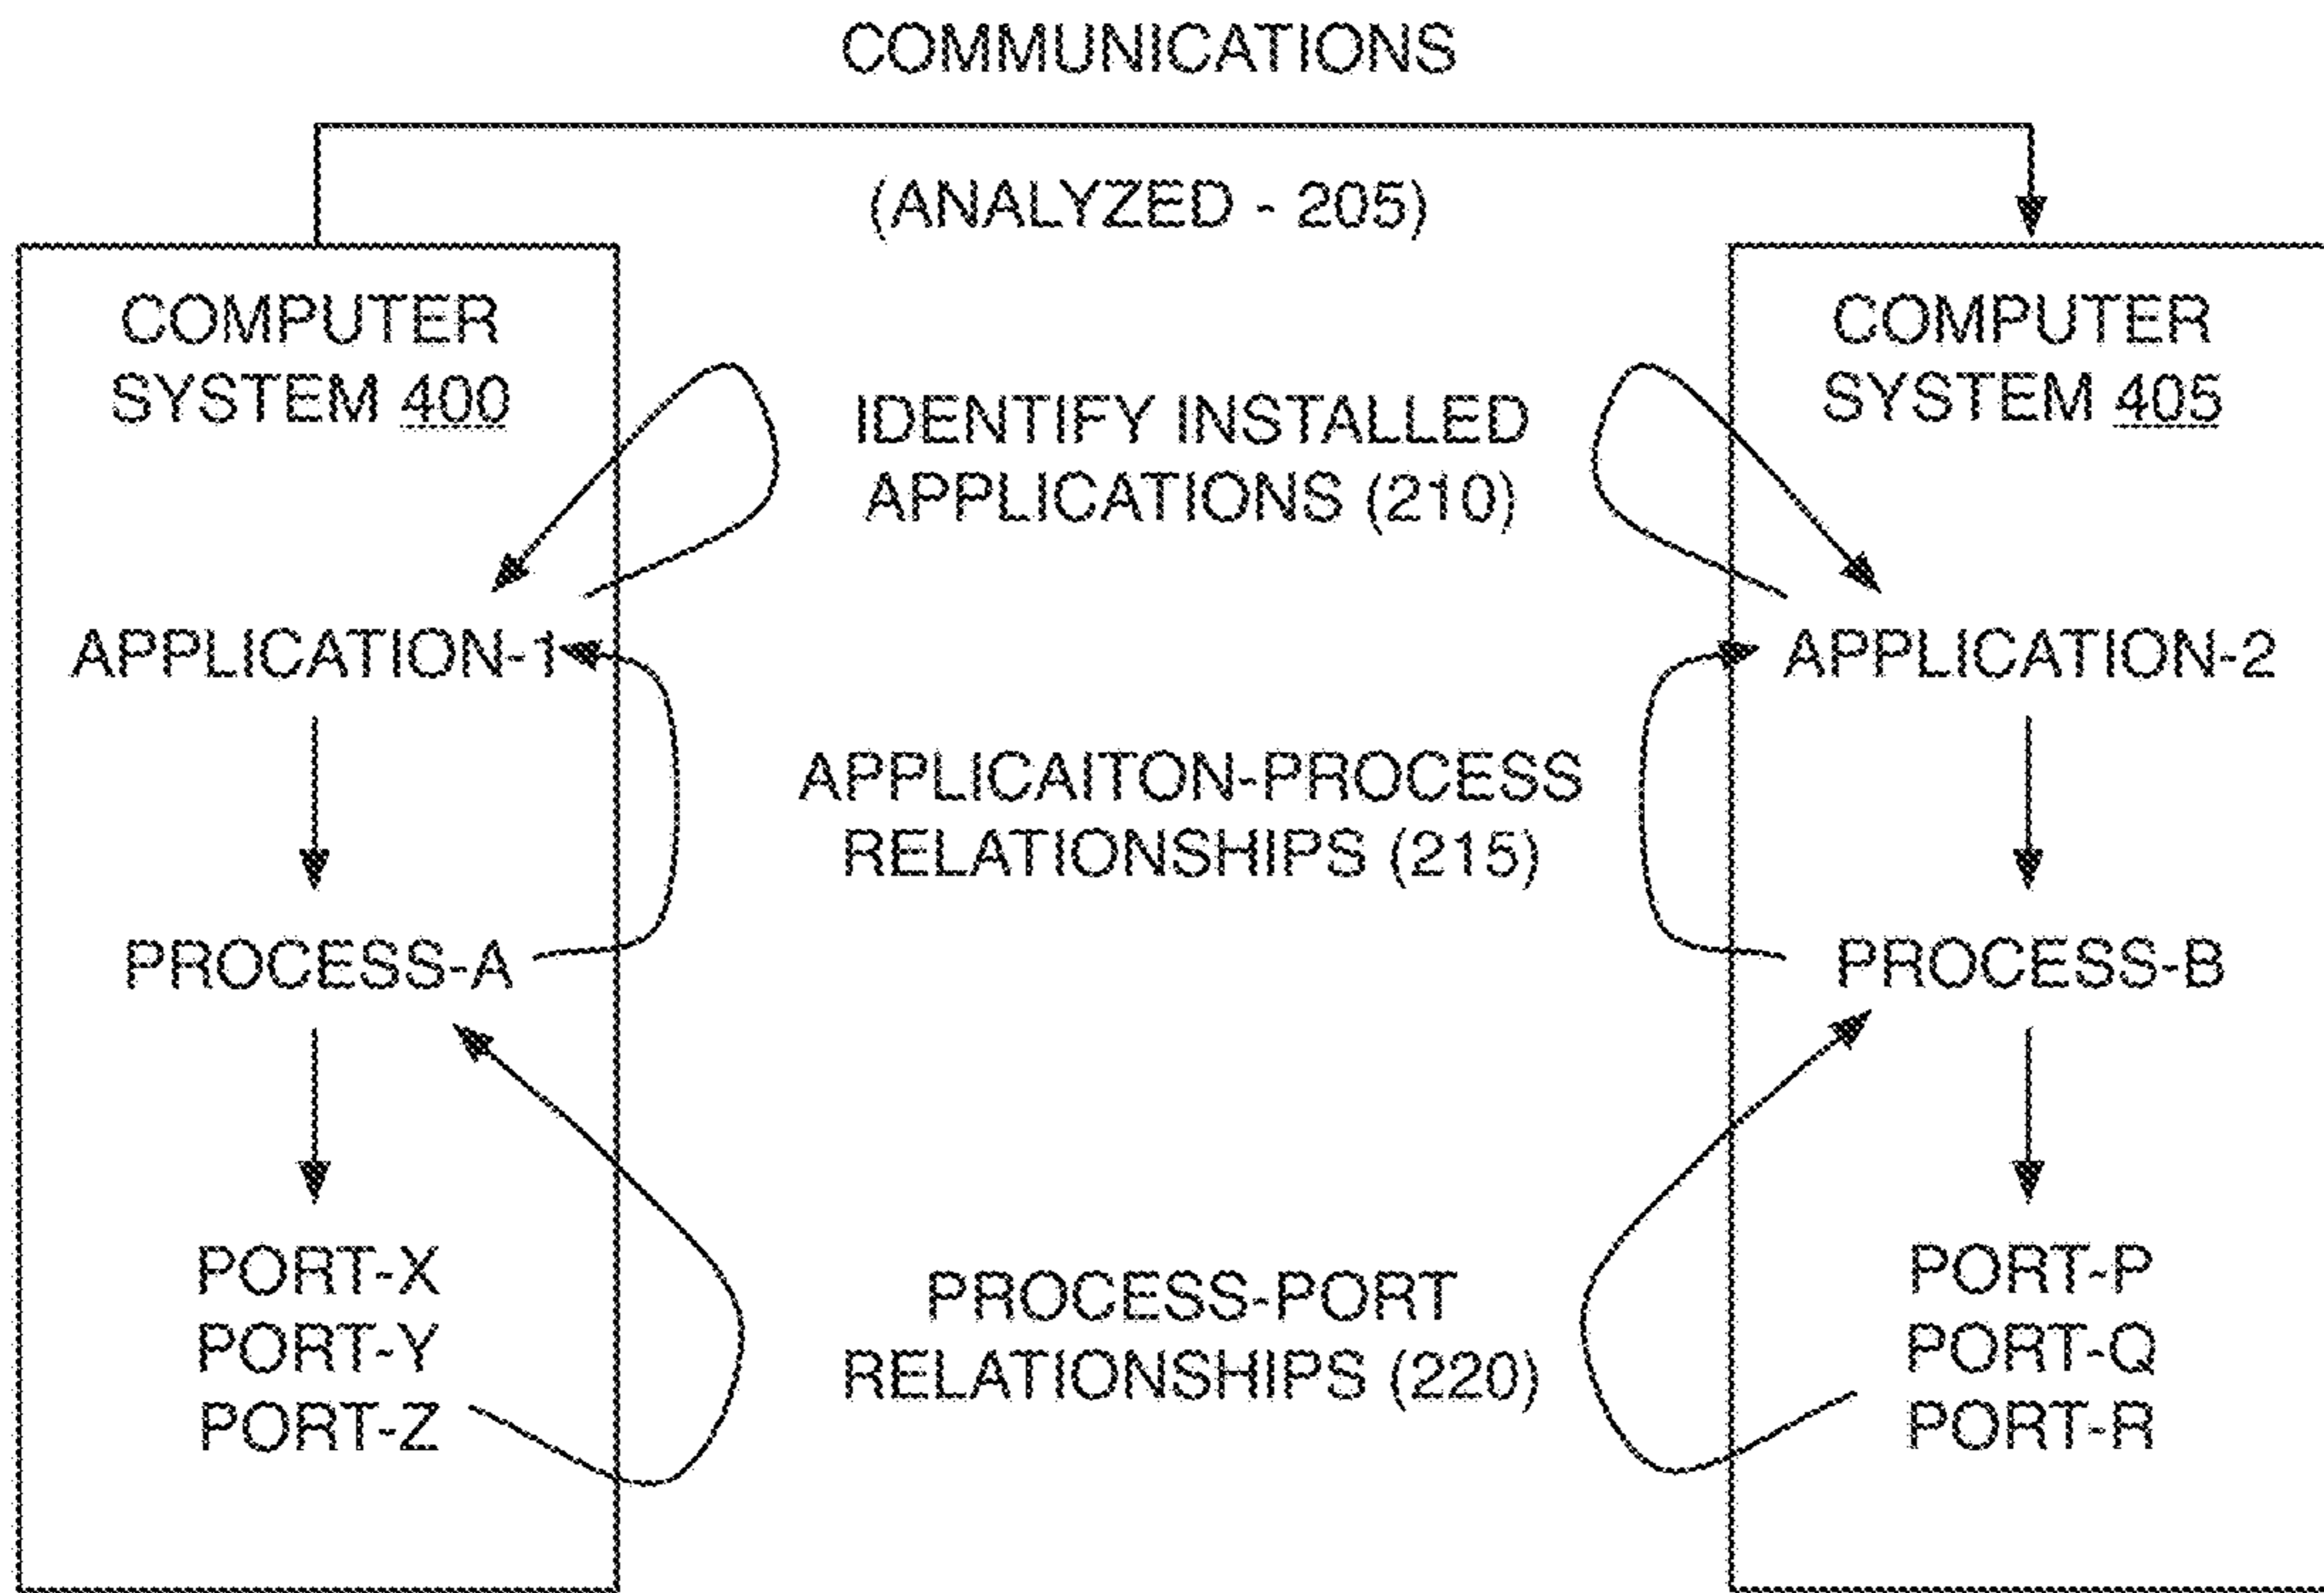 COMMUNICATIONS
(ANALYZED - 205)
COMPUTER
SYSTEM 400
APPLICATION-1
PROCESS-A
PORT-X
PORT-Y
PORT-Z
IDENTIFY INSTALLED
APPLICATIONS (210)
APPLICAITON-PROCESS
RELATIONSHIPS (215)
PROCESS-PORT
RELATIONSHIPS (220)
COMPUTER
SYSTEM 405
APPLICATION-2
PROCESS-B
PORT-P
PORT-Q
PORT-R